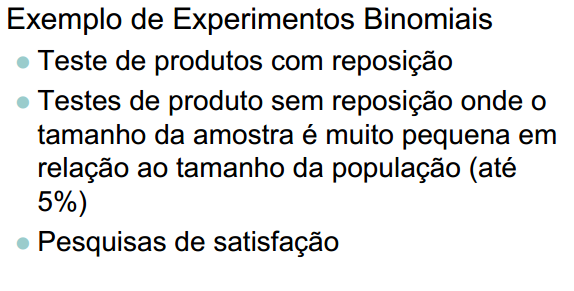 Exemplo de Experimentos Binomiais
Teste de produtos com reposição
Testes de produto sem reposição onde o
tamanho da amostra é muito pequena em
relação ao tamanho da população (até
5%)
Pesquisas de satisfação